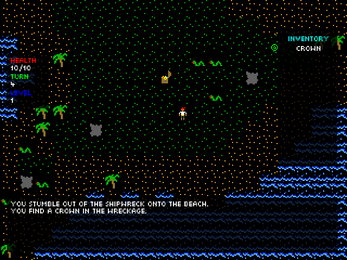 INVENTORY
CROWN
HEALTH
10/10
TURN
4
LEVEL
1
YOU STUMBLE OUT OF THE SHIPWRECK ONTO THE BEACH.
YOU FIND A CROWN IN THE WRECKAGE.